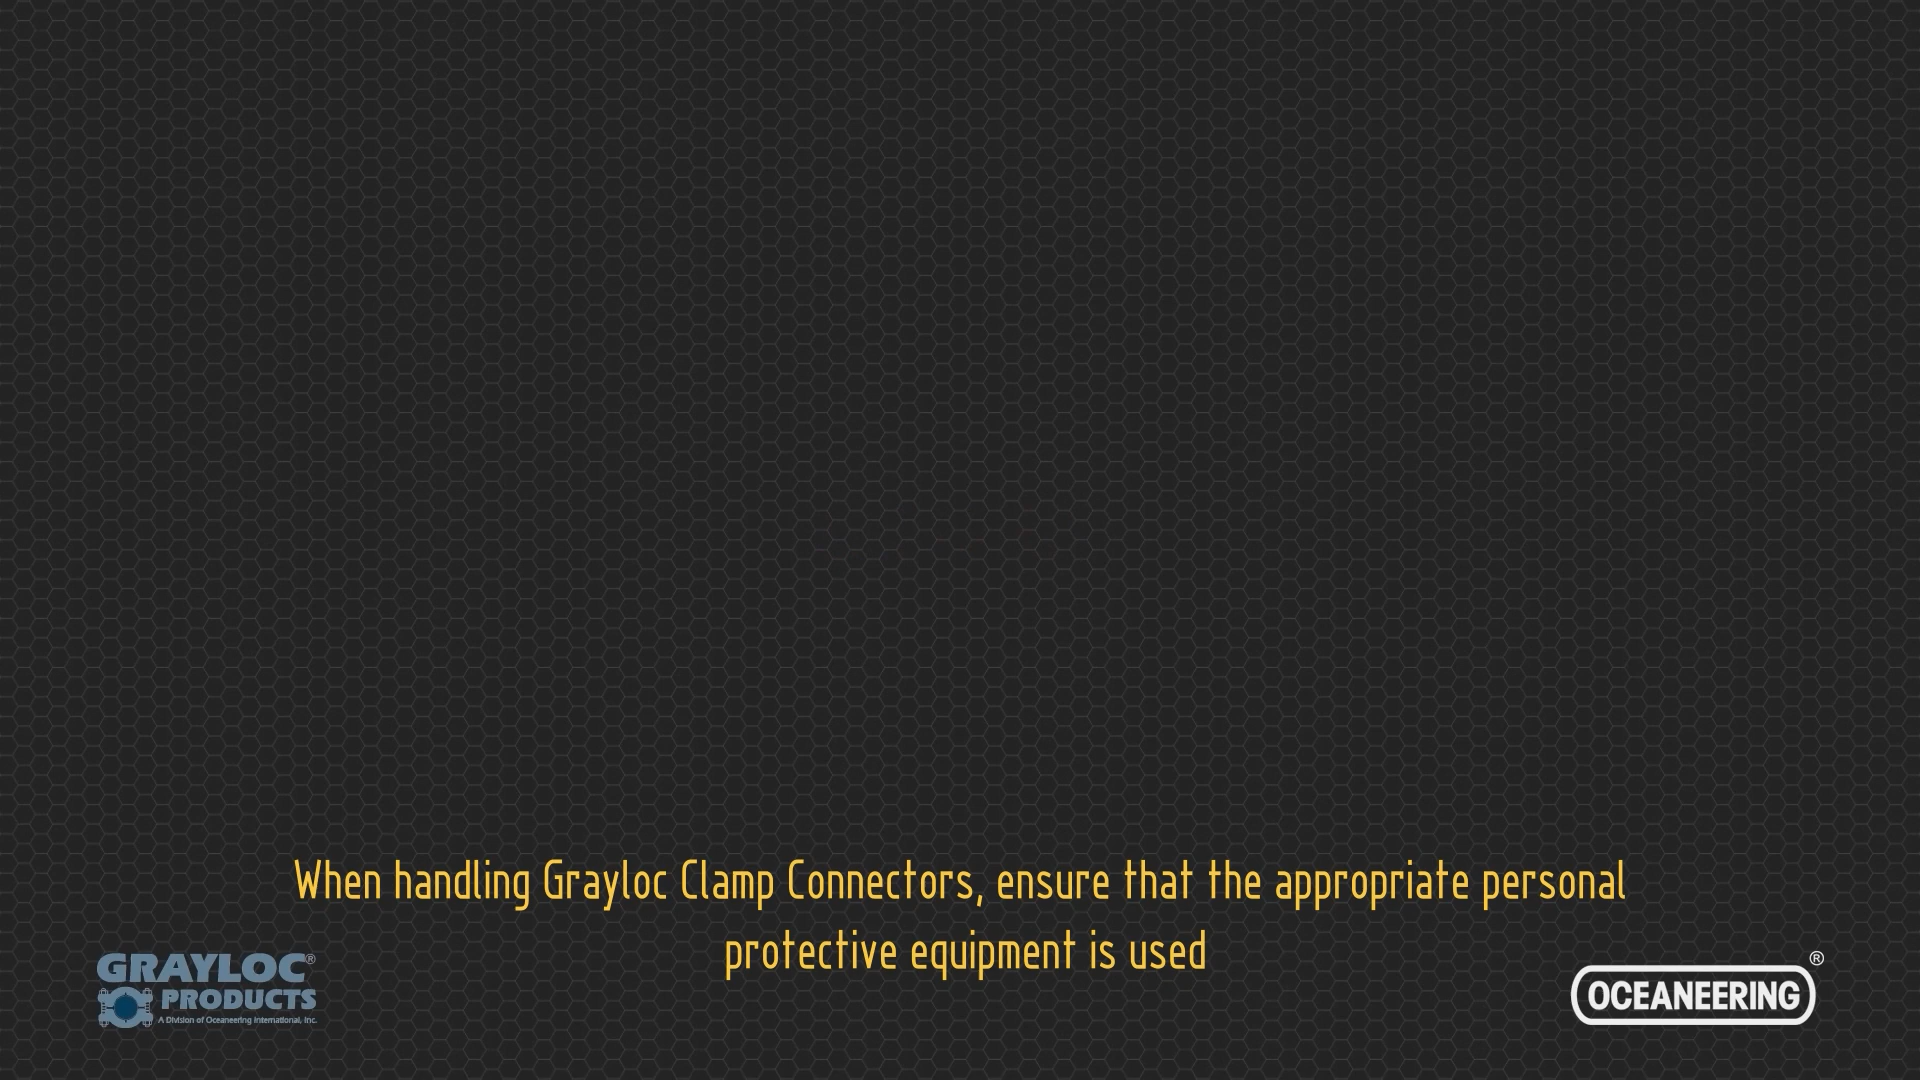 When handling Grayloc Clamp Connectors, ensure that the appropriate personal
protective equipment is used
GRAYLOC®
PRODUCTS
A Division of Oceaneering International, Inc.
OCEANEERING®